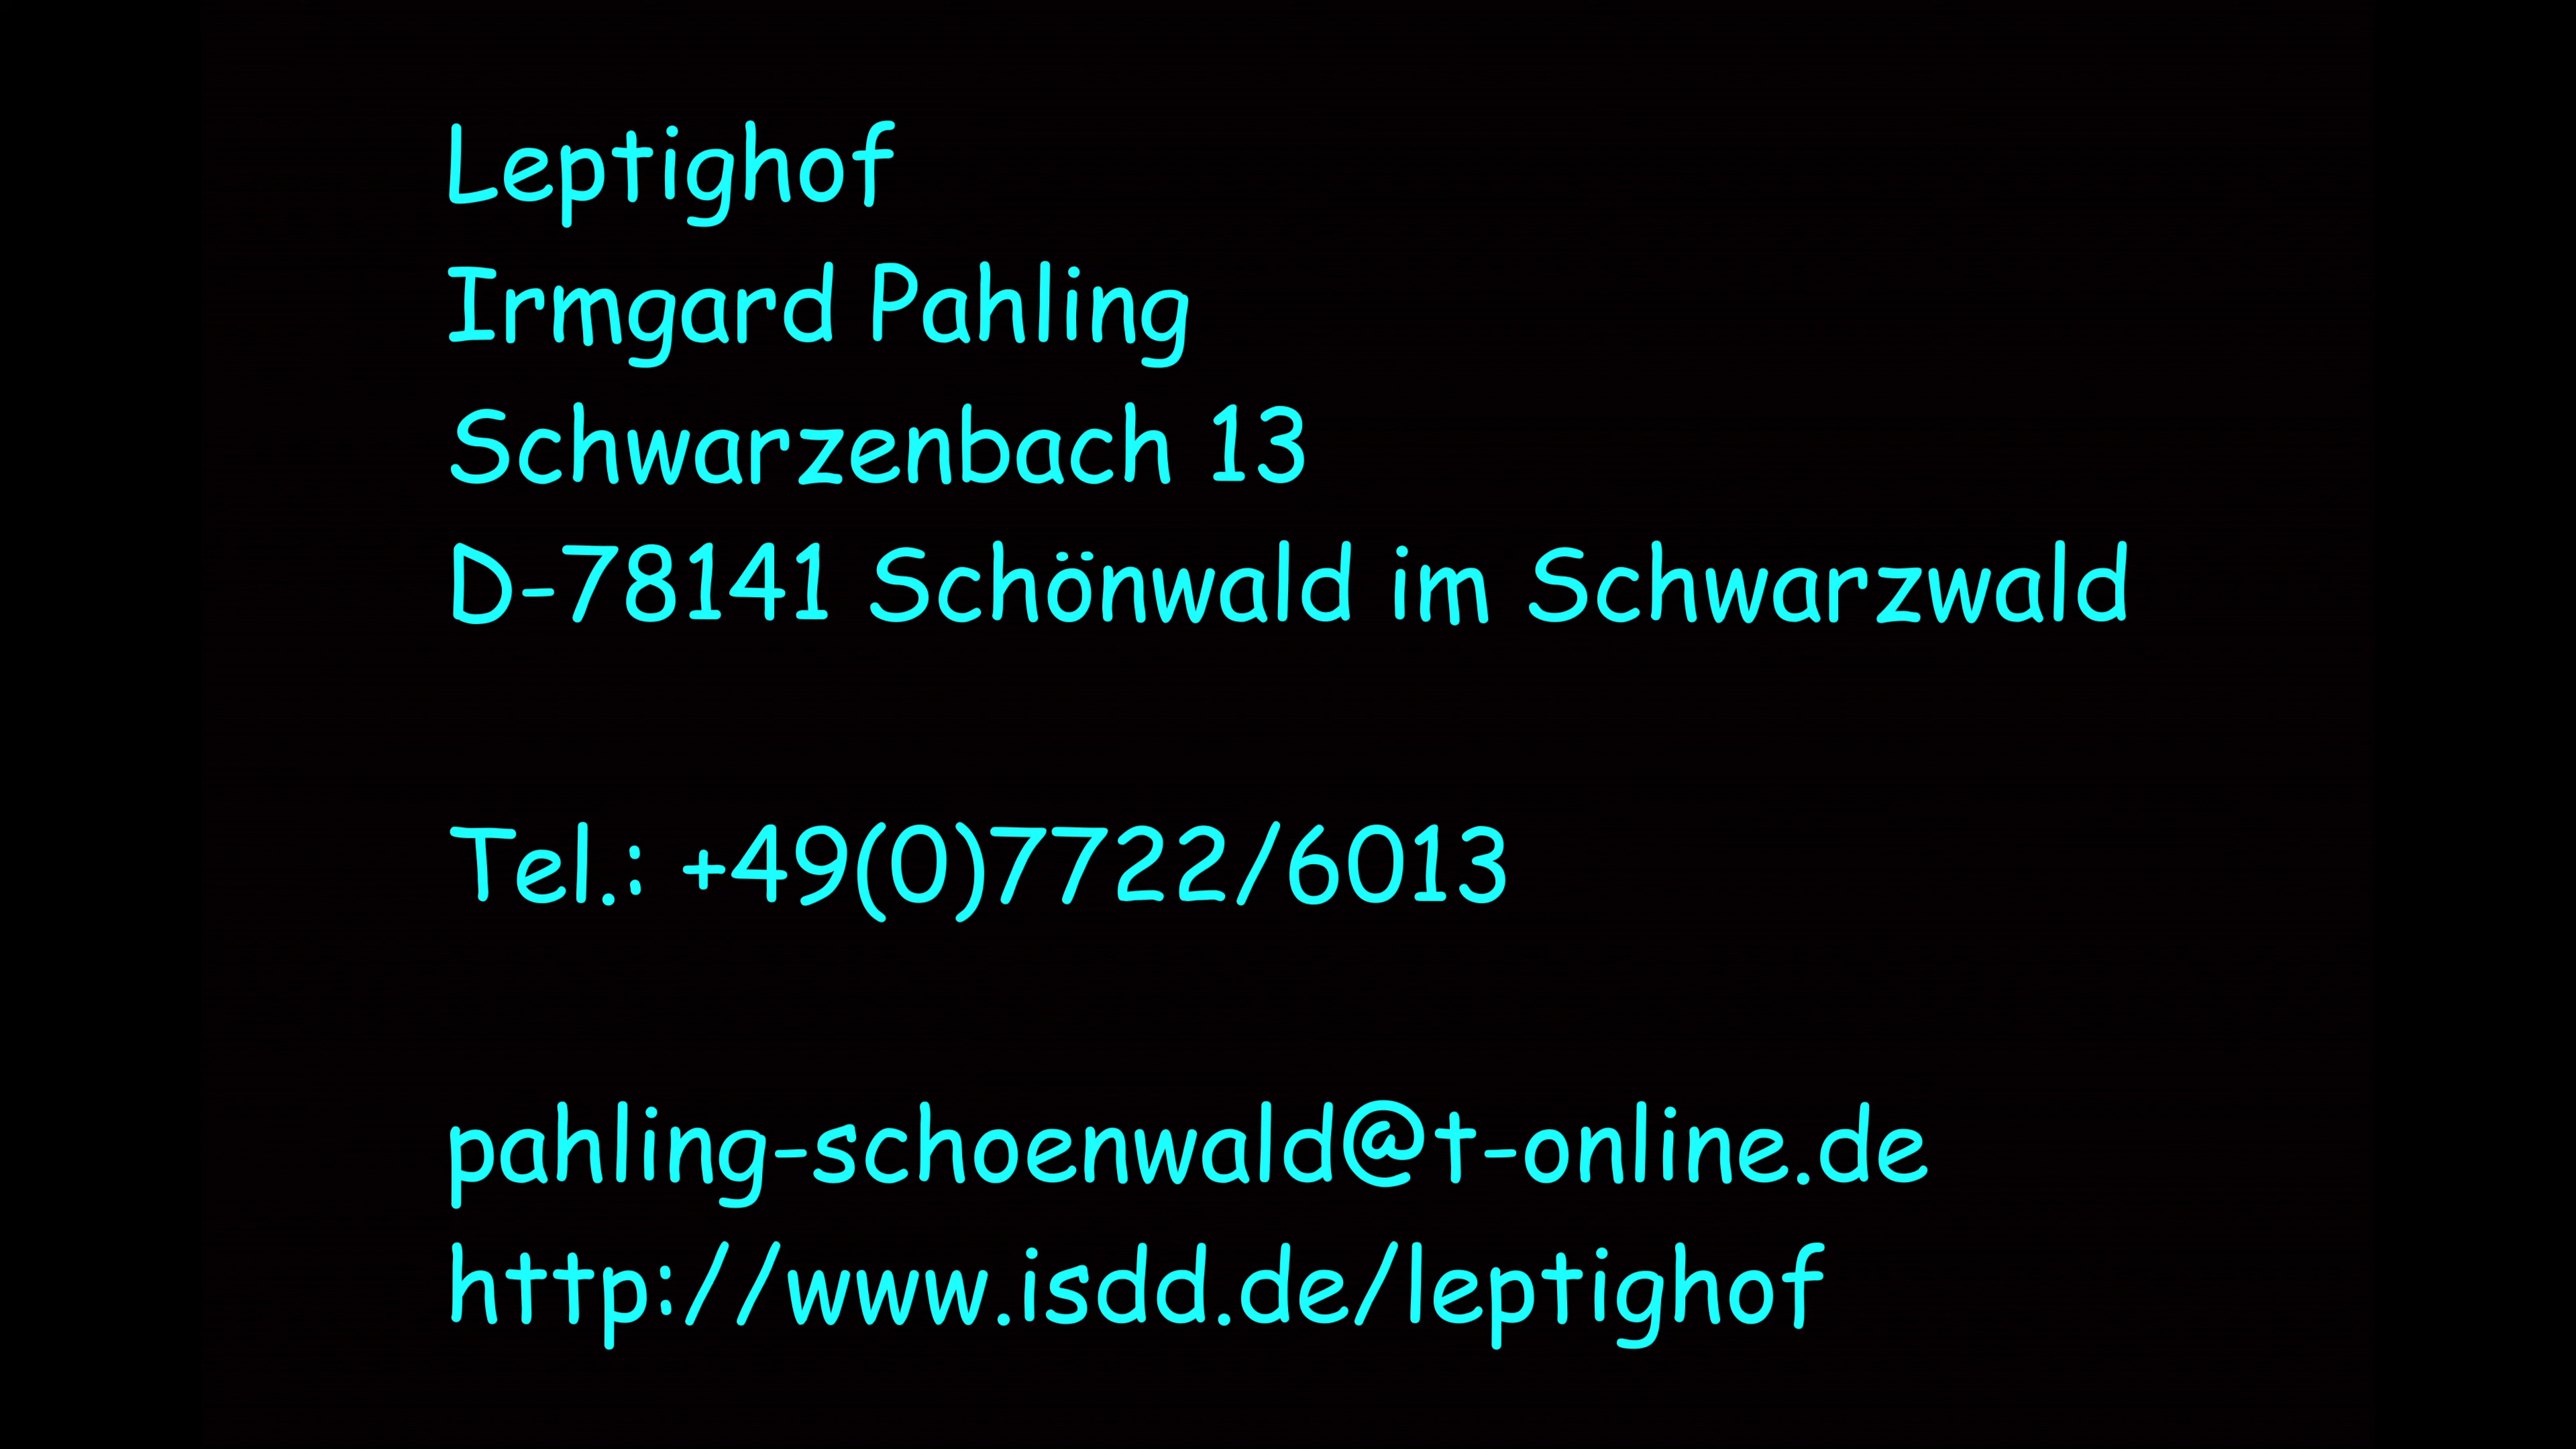 Leptighof
Irmgard Pahling
Schwarzenbach 13
D-78141 Schönwald im Schwarzwald
Tel.: +49(0)7722/6013
pahling-schoenwald@t-online.de
http://www.isdd.de/leptighof